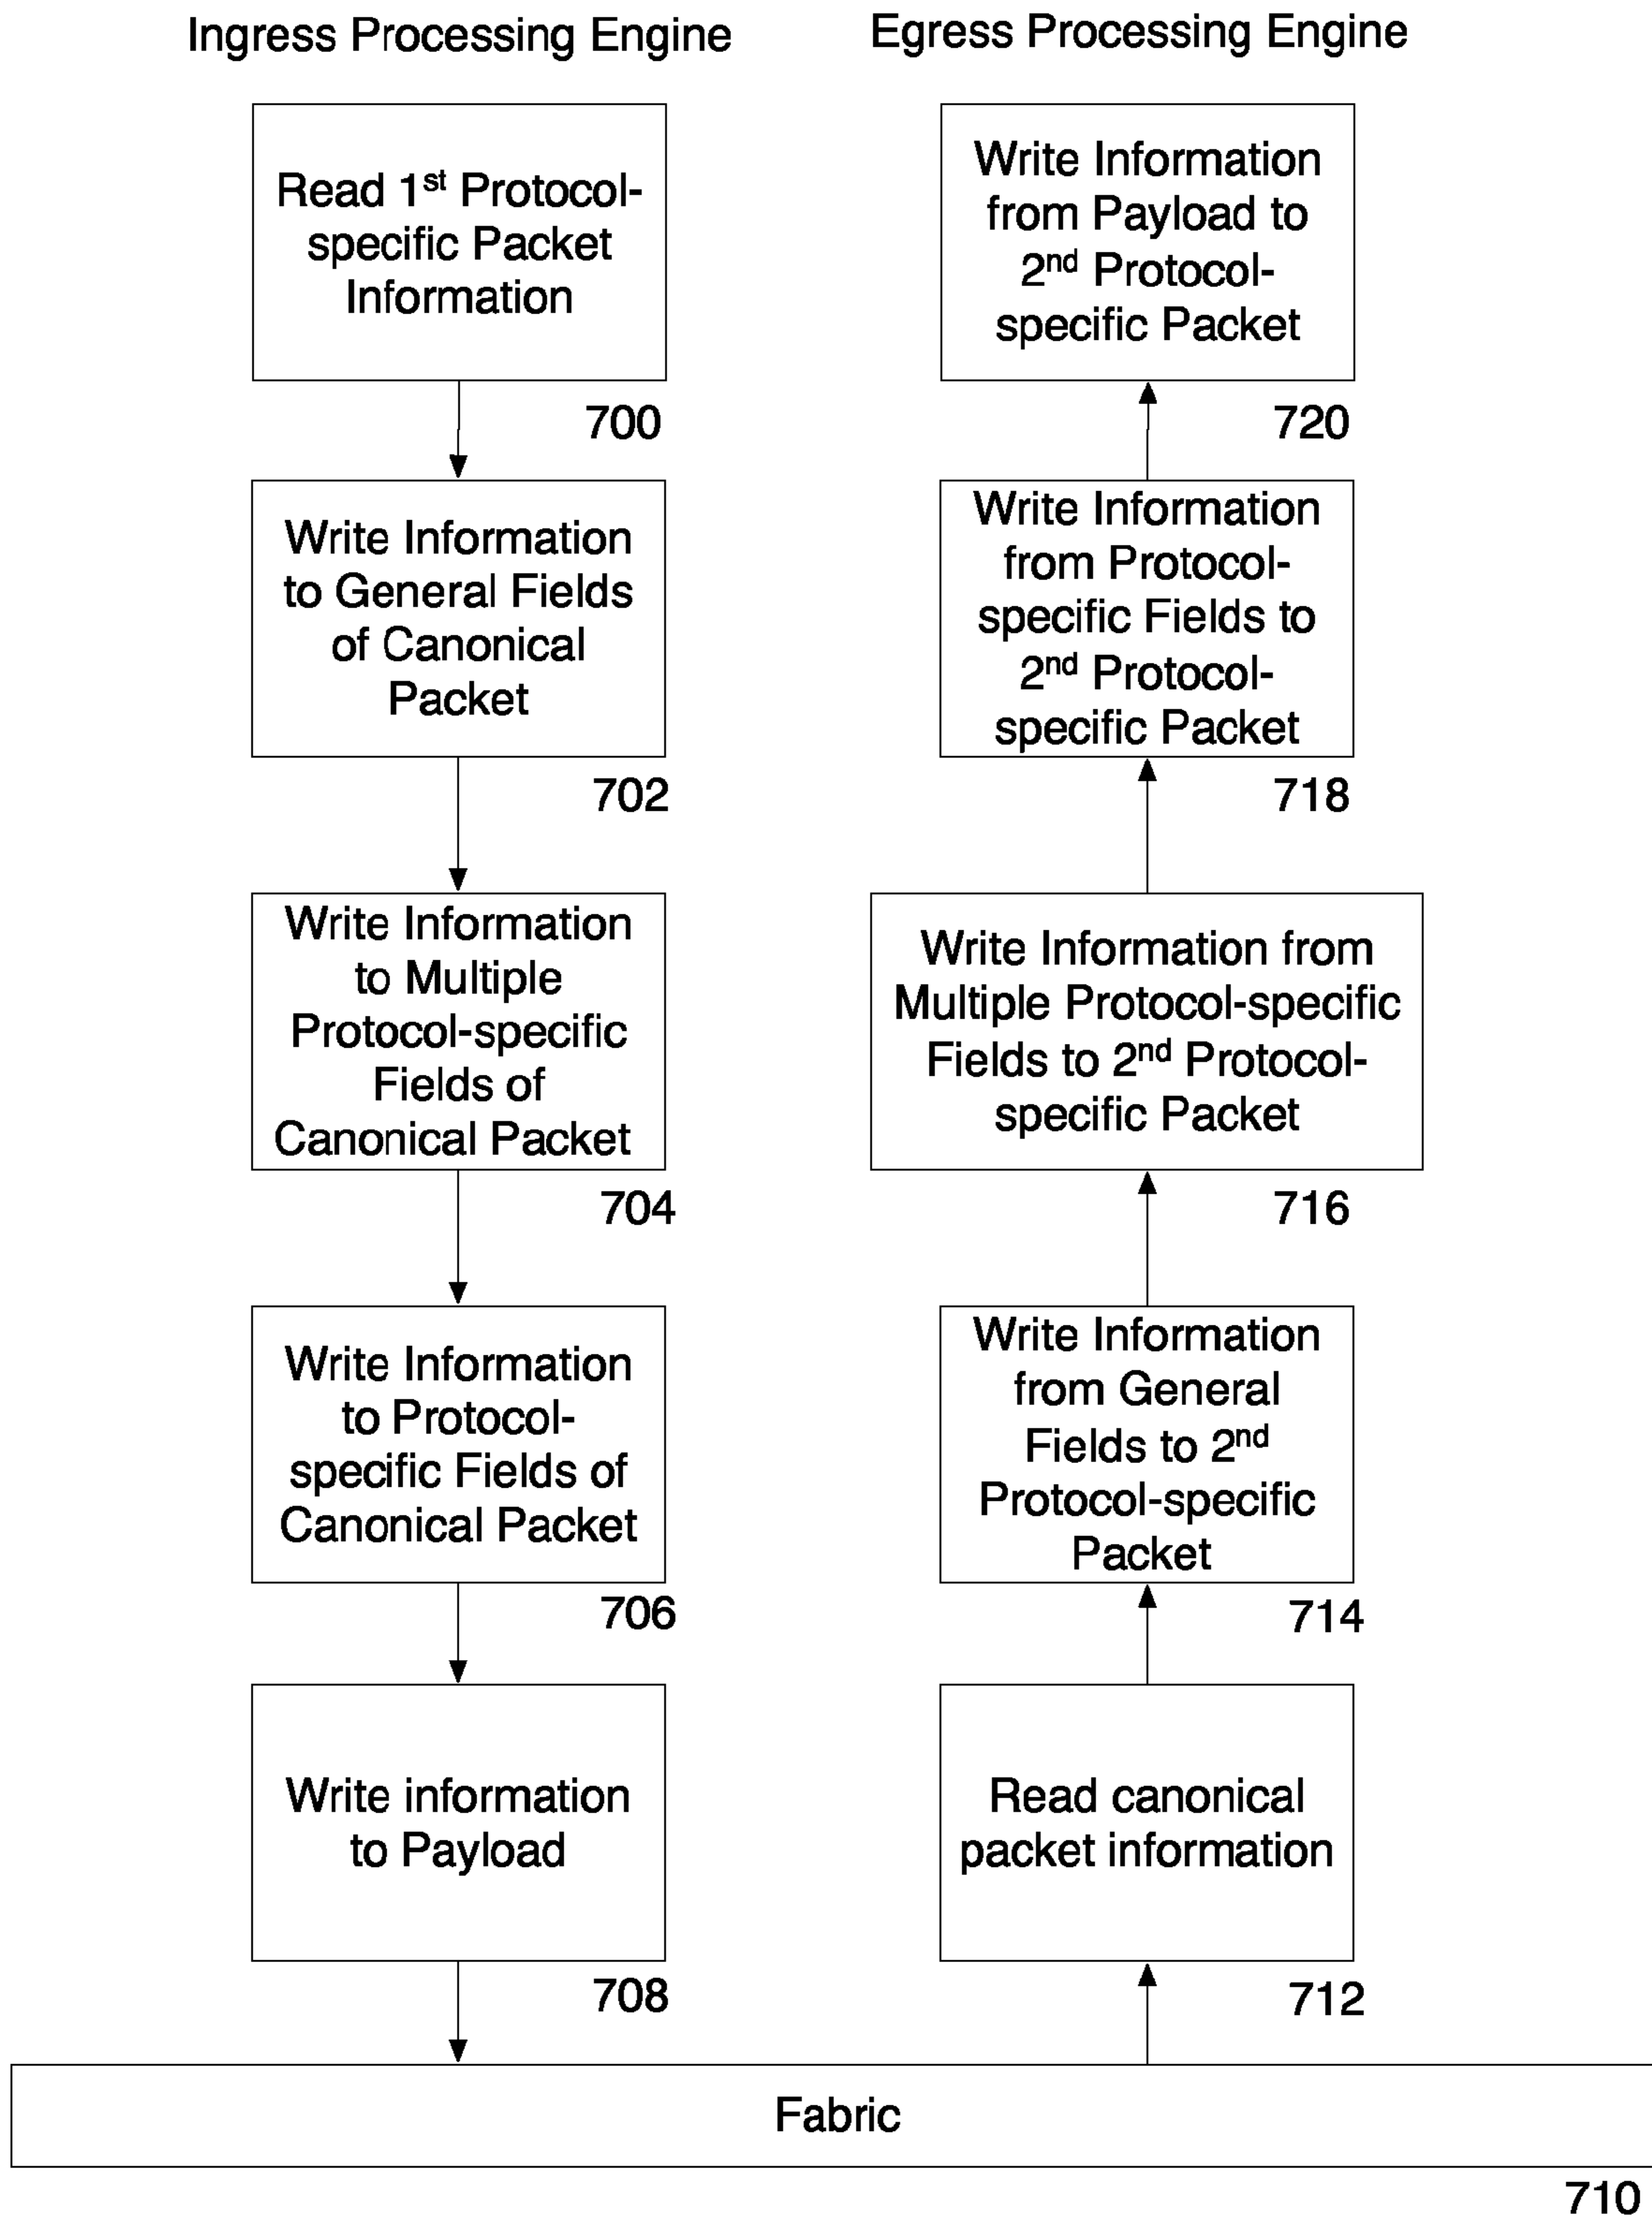 Ingress Processing Engine
Read 1st Protocol-
specific Packet
Information
700
Write Information
to General Fields
of Canonical
Packet
702
Write Information
to Multiple
Protocol-specific
Fields of
Canonical Packet
704
Write Information
to Protocol-
specific Fields of
Canonical Packet
706
Write information
to Payload
708
Egress Processing Engine
Write Information
from Payload to
2nd Protocol-
specific Packet
720
Write Information
from Protocol-
specific Fields to
2nd Protocol-
specific Packet
718
Write Information from
Multiple Protocol-specific
Fields to 2nd Protocol-
specific Packet
716
Write Information
from General
Fields to 2nd
Protocol-specific
Packet
714
Read canonical
packet information
712
Fabric
710